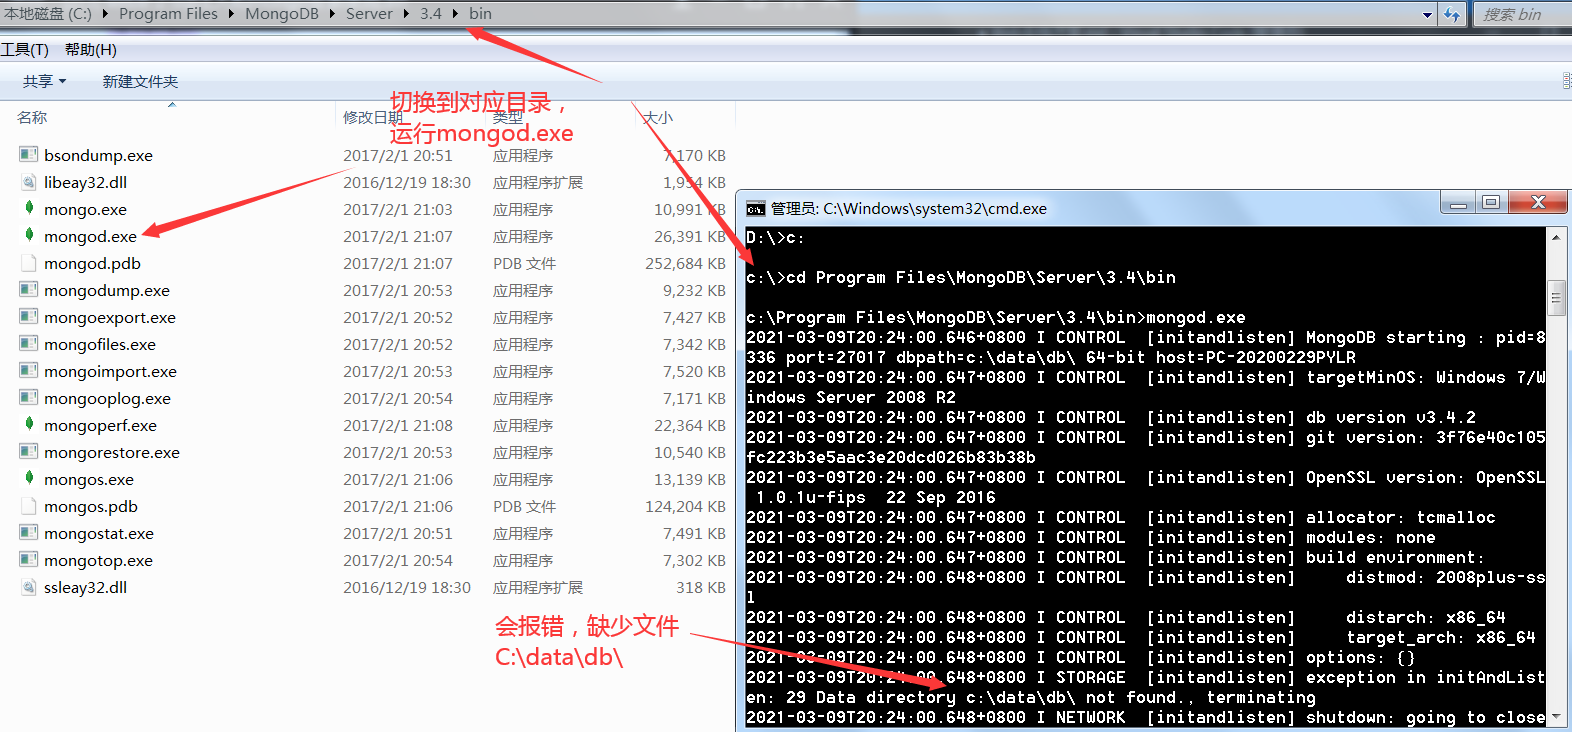 本地磁盘 (C:) ▸ Program Files ▸ MongoDB ▸ Server ▸ 3.4 ▸ bin
搜索 bin
工具(T) 帮助(H)
共享 新建文件夹
名称 修改日期 类型 大小
切换到对应目录，
运行mongod.exe
bsondump.exe 2017/2/1 20:51 应用程序 7,170 KB
libeay32.dll 2016/12/19 18:30 应用程序扩展 1,954 KB
mongo.exe 2017/2/1 21:03 应用程序 10,991 KB
mongod.exe 2017/2/1 21:07 应用程序 26,391 KB
mongod.pdb 2017/2/1 21:07 PDB 文件 252,684 KB
mongodump.exe 2017/2/1 20:53 应用程序 9,232 KB
mongoexport.exe 2017/2/1 20:52 应用程序 7,427 KB
mongofiles.exe 2017/2/1 20:52 应用程序 7,342 KB
mongoimport.exe 2017/2/1 20:53 应用程序 7,520 KB
mongooplog.exe 2017/2/1 20:54 应用程序 7,171 KB
mongoperf.exe 2017/2/1 21:08 应用程序 22,364 KB
mongorestore.exe 2017/2/1 20:53 应用程序 10,540 KB
mongos.exe 2017/2/1 21:06 应用程序 13,139 KB
mongos.pdb 2017/2/1 21:06 PDB 文件 124,204 KB
mongostat.exe 2017/2/1 20:51 应用程序 7,491 KB
mongotop.exe 2017/2/1 20:54 应用程序 7,302 KB
ssleay32.dll 2016/12/19 18:30 应用程序扩展 318 KB
会报错，缺少文件
C:\data\db\
管理员: C:\Windows\system32\cmd.exe
D:\>c:
c:\>cd Program Files\MongoDB\Server\3.4\bin
c:\Program Files\MongoDB\Server\3.4\bin>mongod.exe
2021-03-09T20:24:00.646+0800 I CONTROL [initandlisten] MongoDB starting : pid=8
336 port=27017 dbpath=c:\data\db\ 64-bit host=PC-20200229PYLR
2021-03-09T20:24:00.647+0800 I CONTROL [initandlisten] targetMinOS: Windows 7/W
indows Server 2008 R2
2021-03-09T20:24:00.647+0800 I CONTROL [initandlisten] db version v3.4.2
2021-03-09T20:24:00.647+0800 I CONTROL [initandlisten] git version: 3f76e40c105
fc223b3e5aac3e20dcd026b83b38b
2021-03-09T20:24:00.647+0800 I CONTROL [initandlisten] OpenSSL version: OpenSSL
1.0.1u-fips 22 Sep 2016
2021-03-09T20:24:00.647+0800 I CONTROL [initandlisten] allocator: tcmalloc
2021-03-09T20:24:00.647+0800 I CONTROL [initandlisten] modules: none
2021-03-09T20:24:00.647+0800 I CONTROL [initandlisten] build environment:
2021-03-09T20:24:00.648+0800 I CONTROL [initandlisten] distmod: 2008plus-ss
l
2021-03-09T20:24:00.648+0800 I CONTROL [initandlisten] distarch: x86_64
2021-03-09T20:24:00.648+0800 I CONTROL [initandlisten] target_arch: x86_64
2021-03-09T20:24:00.648+0800 I CONTROL [initandlisten] options: {}
2021-03-09T20:24:00.648+0800 I STORAGE [initandlisten] exception in initAndList
en: 29 Data directory c:\data\db\ not found., terminating
2021-03-09T20:24:00.648+0800 I NETWORK [initandlisten] shutdown: going to close